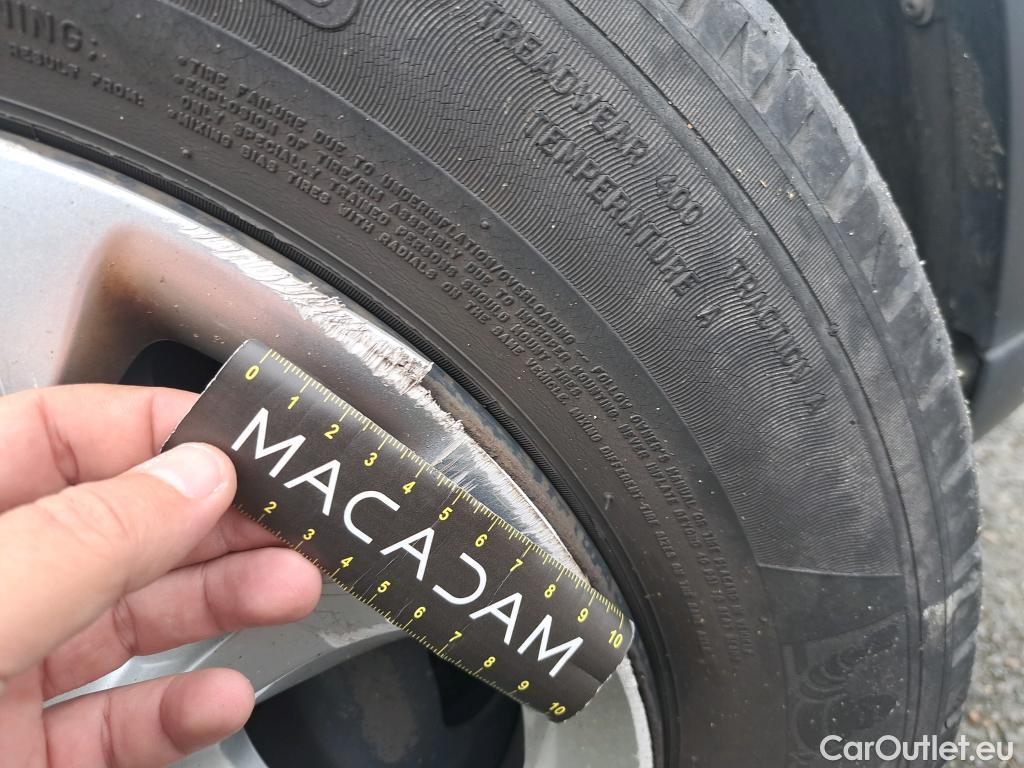 NING:
RESULT FROM:
•TIRE FAILURE DUE TO UNDERINFLATION/OVERLOADING — FOLLOW OWNER'S MANUAL OR
•EXPLOSION OF TIRE/RIM ASSEMBLY DUE TO IMPROPER MOUNTING. NEVER INFLATE
ONLY SPECIALLY TRAINED PERSONS SHOULD MOUNT TIRES.
•MIXING BIAS TIRES WITH RADIALS ON THE SAME VEHICLE. MIXING DIFFERENT
TREADWEAR 400 TRACTION A
TEMPERATURE A
0 1 2 3 4 5 6 7 8 9 10
MACADAM
2 3 4 5 6 7 8 9 10
CarOutlet.eu